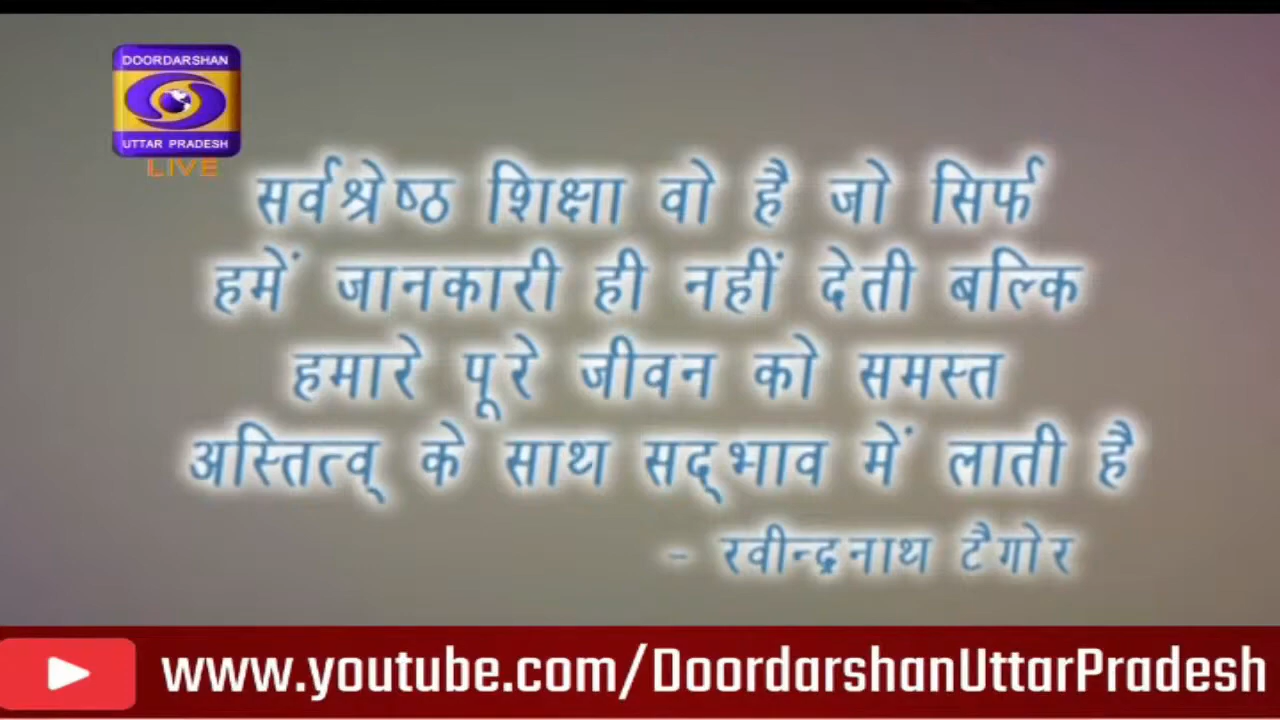 DOORDARSHAN
UTTAR PRADESH
LIVE
सर्वश्रेष्ठ शिक्षा वो है जो सिर्फ
हमें जानकारी ही नहीं देती बल्कि
हमारे पूरे जीवन को समस्त
अस्तित्व् के साथ सद्‌भाव में लाती है
- रवीन्द्रनाथ टैगोर
www.youtube.com/DoordarshanUttarPradesh